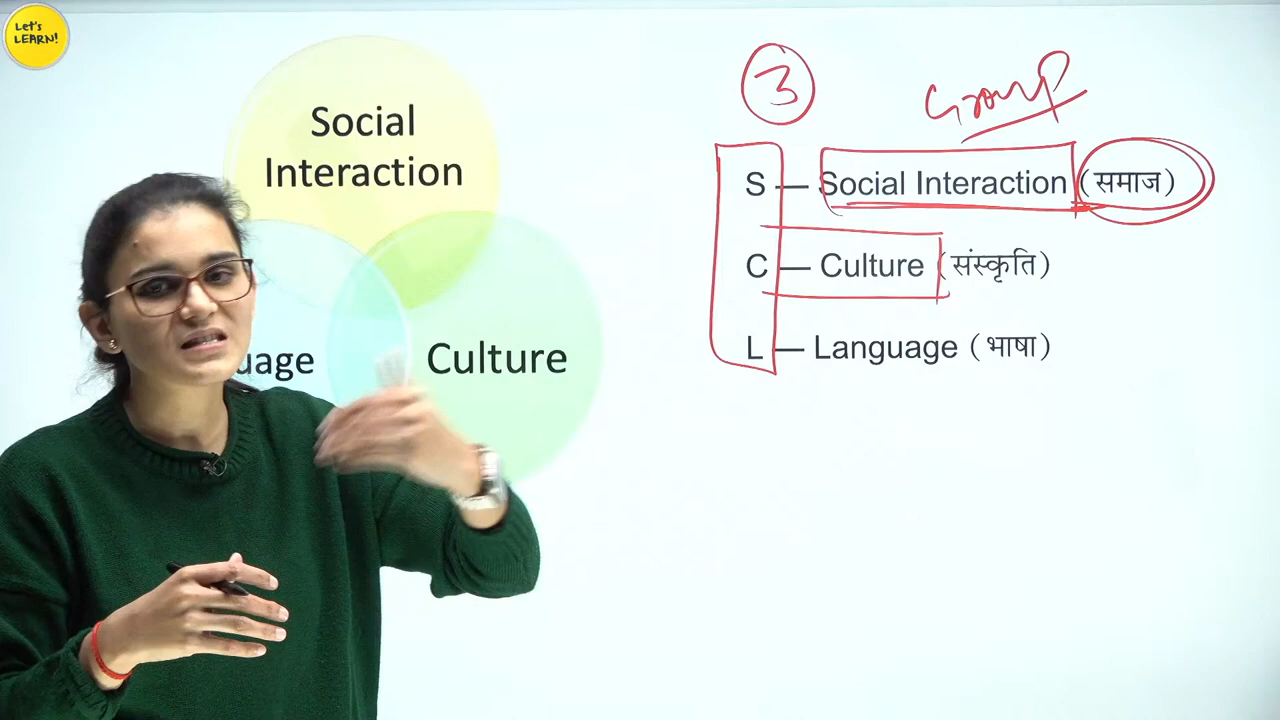 Let's
LEARN!
Social
Interaction
uage
Culture
3
Group
S — Social Interaction (समाज)
C — Culture (संस्कृति)
L — Language (भाषा)